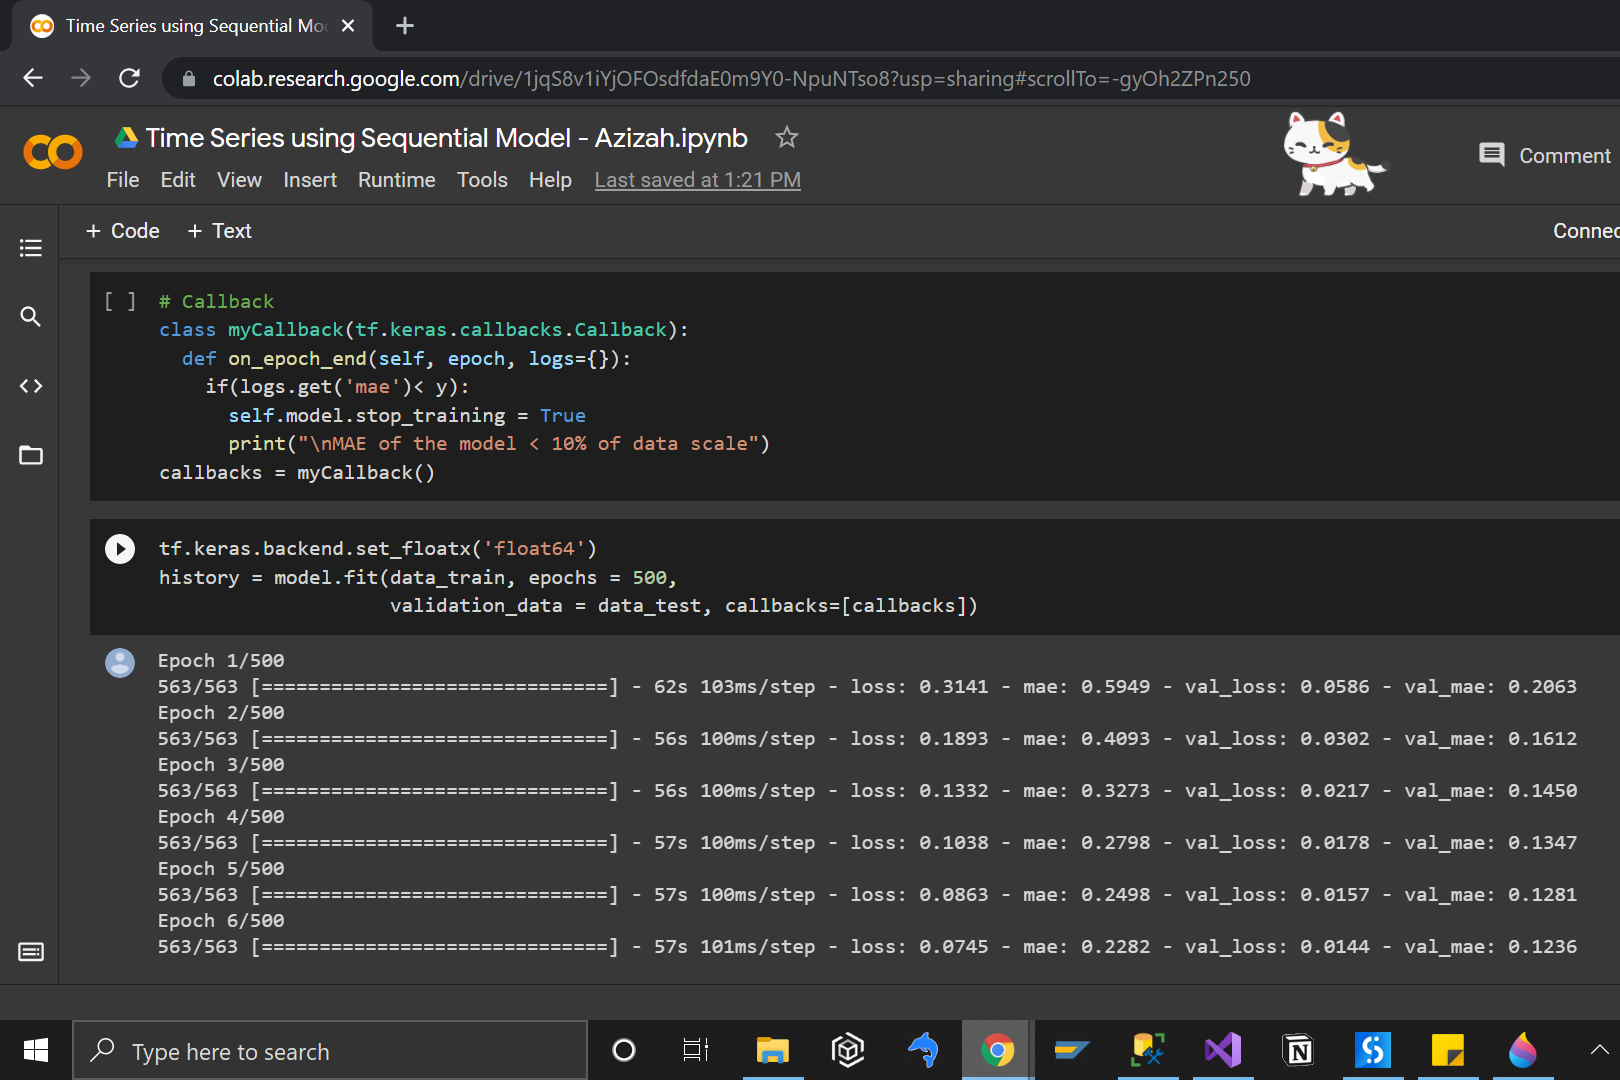 Time Series using Sequential Mo
colab.research.google.com/drive/1jqS8v1iYjOFOsdfdaE0m9Y0-NpuNTso8?usp=sharing#scrollTo=-gyOh2ZPn250
Time Series using Sequential Model - Azizah.ipynb
Comment
File Edit View Insert Runtime Tools Help Last saved at 1:21 PM
+ Code + Text
Connec
[ ] # Callback
class myCallback(tf.keras.callbacks.Callback):
def on_epoch_end(self, epoch, logs={}):
if(logs.get('mae')< y):
self.model.stop_training = True
print("\nMAE of the model < 10% of data scale")
callbacks = myCallback()
tf.keras.backend.set_floatx('float64')
history = model.fit(data_train, epochs = 500,
validation_data = data_test, callbacks=[callbacks])
Epoch 1/500
563/563 [==============================] - 62s 103ms/step - loss: 0.3141 - mae: 0.5949 - val_loss: 0.0586 - val_mae: 0.2063
Epoch 2/500
563/563 [==============================] - 56s 100ms/step - loss: 0.1893 - mae: 0.4093 - val_loss: 0.0302 - val_mae: 0.1612
Epoch 3/500
563/563 [==============================] - 56s 100ms/step - loss: 0.1332 - mae: 0.3273 - val_loss: 0.0217 - val_mae: 0.1450
Epoch 4/500
563/563 [==============================] - 57s 100ms/step - loss: 0.1038 - mae: 0.2798 - val_loss: 0.0178 - val_mae: 0.1347
Epoch 5/500
563/563 [==============================] - 57s 100ms/step - loss: 0.0863 - mae: 0.2498 - val_loss: 0.0157 - val_mae: 0.1281
Epoch 6/500
563/563 [==============================] - 57s 101ms/step - loss: 0.0745 - mae: 0.2282 - val_loss: 0.0144 - val_mae: 0.1236
Type here to search